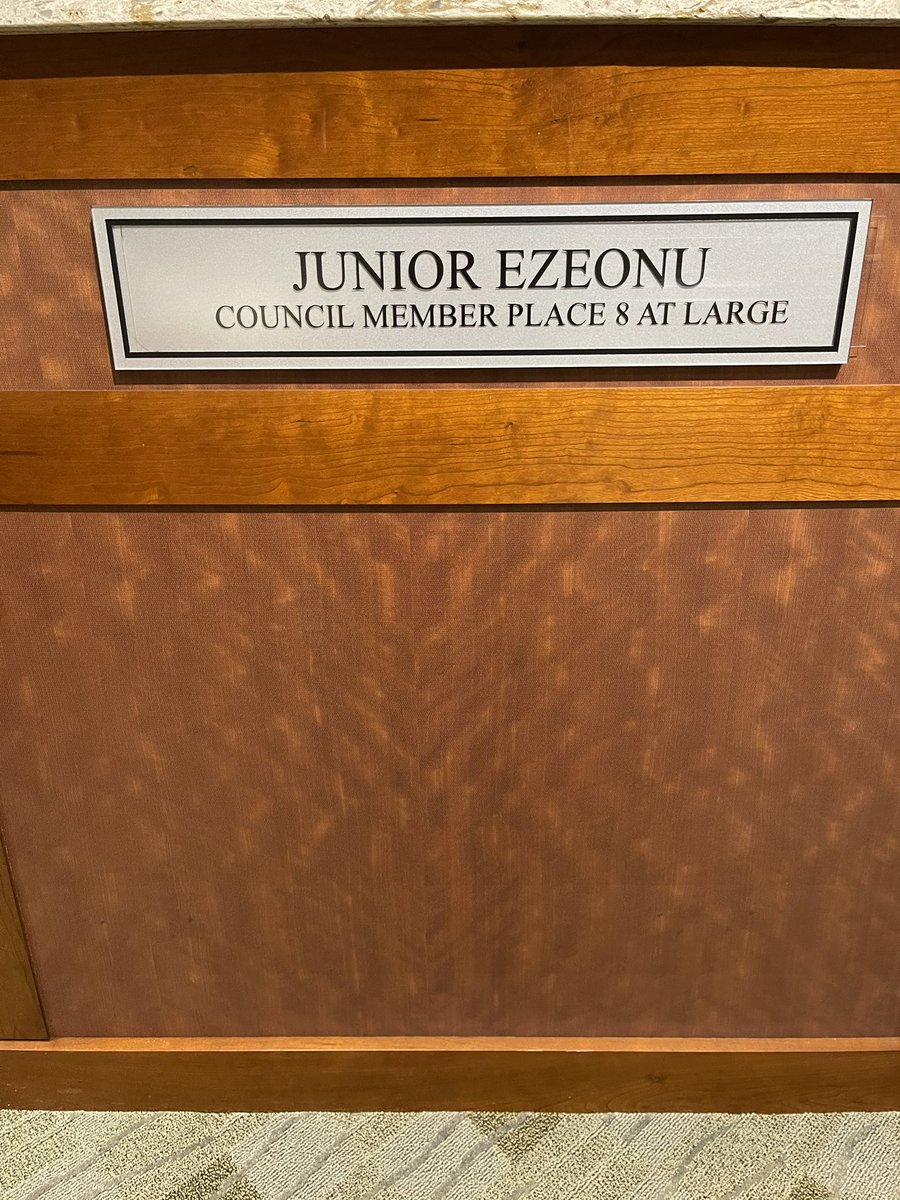 JUNIOR EZEONU
COUNCIL MEMBER PLACE 8 AT LARGE